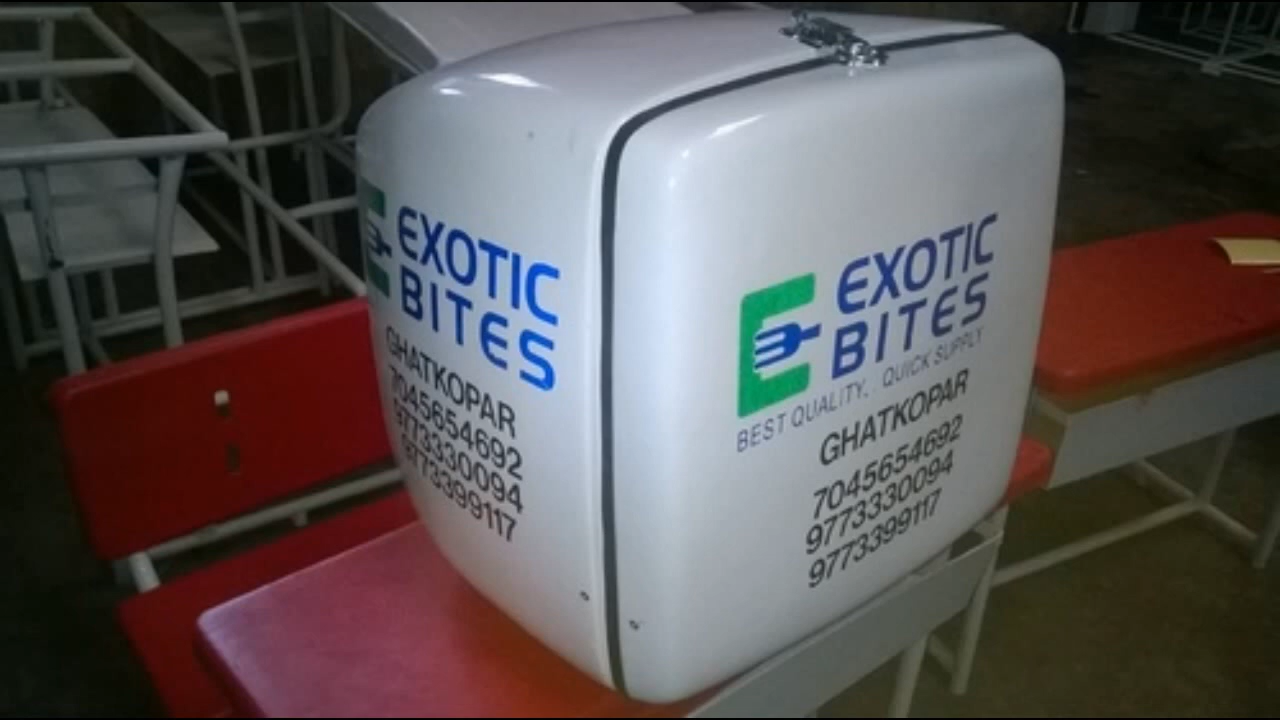 EXOTIC
BITES
GHATKOPAR
7045654692
9773330094
9773399117
E EXOTIC
BITES
BEST QUALITY.. QUICK SUPPLY
GHATKOPAR
7045654692
9773330094
9773399117